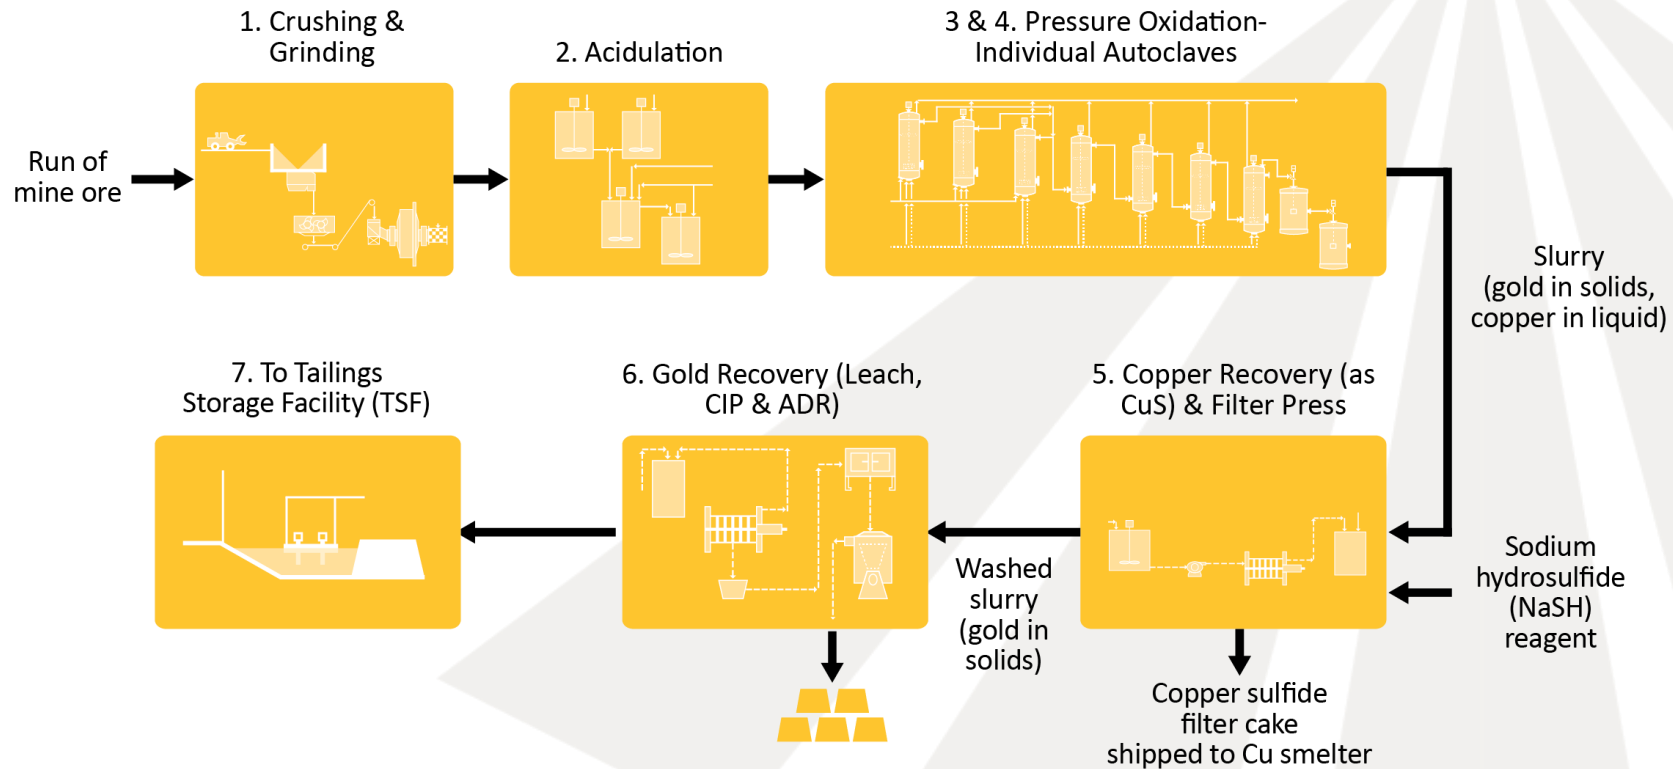 1. Crushing &
Grinding
2. Acidulation
3 & 4. Pressure Oxidation-
Individual Autoclaves
Run of
mine ore
Slurry
(gold in solids,
copper in liquid)
7. To Tailings
Storage Facility (TSF)
6. Gold Recovery (Leach,
CIP & ADR)
5. Copper Recovery (as
CuS) & Filter Press
Washed
slurry
(gold in
solids)
Sodium
hydrosulfide
(NaSH)
reagent
Copper sulfide
filter cake
shipped to Cu smelter